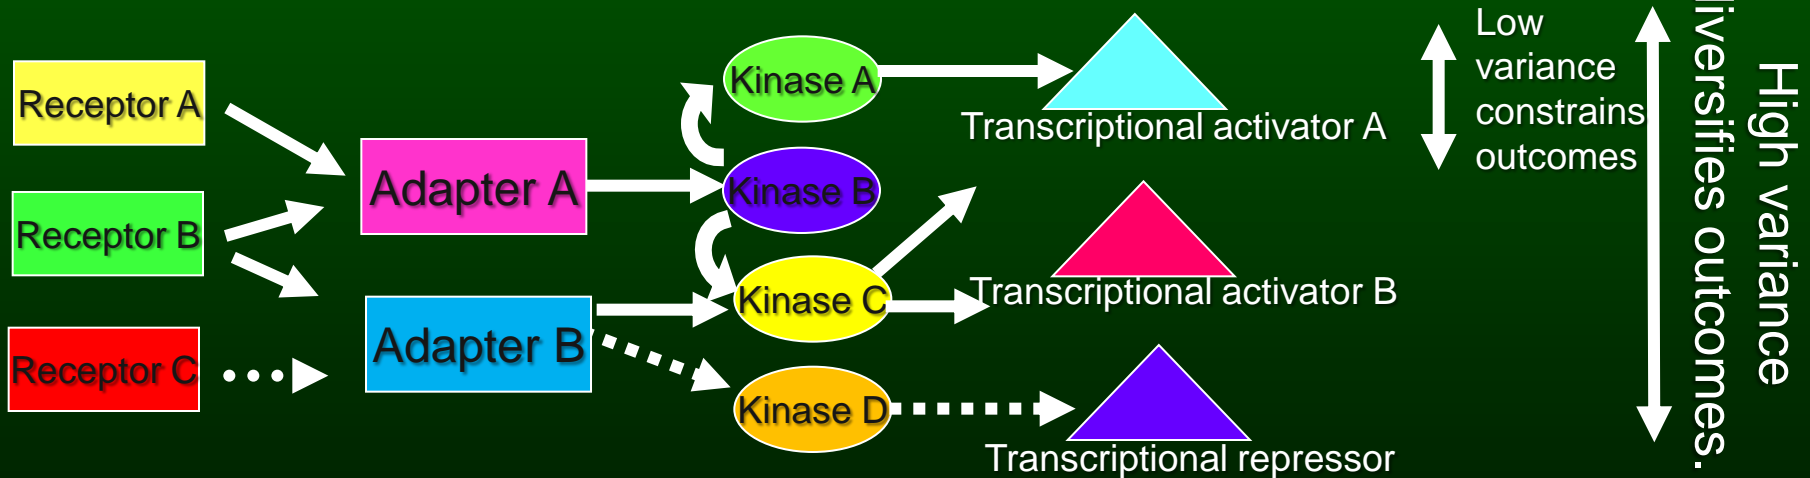 Receptor A
Receptor B
Receptor C
Adapter A
Adapter B
Kinase A
Kinase B
Kinase C
Kinase D
Transcriptional activator A
Transcriptional activator B
Transcriptional repressor
Low
variance
constrains
outcomes
High variance
outcomes.